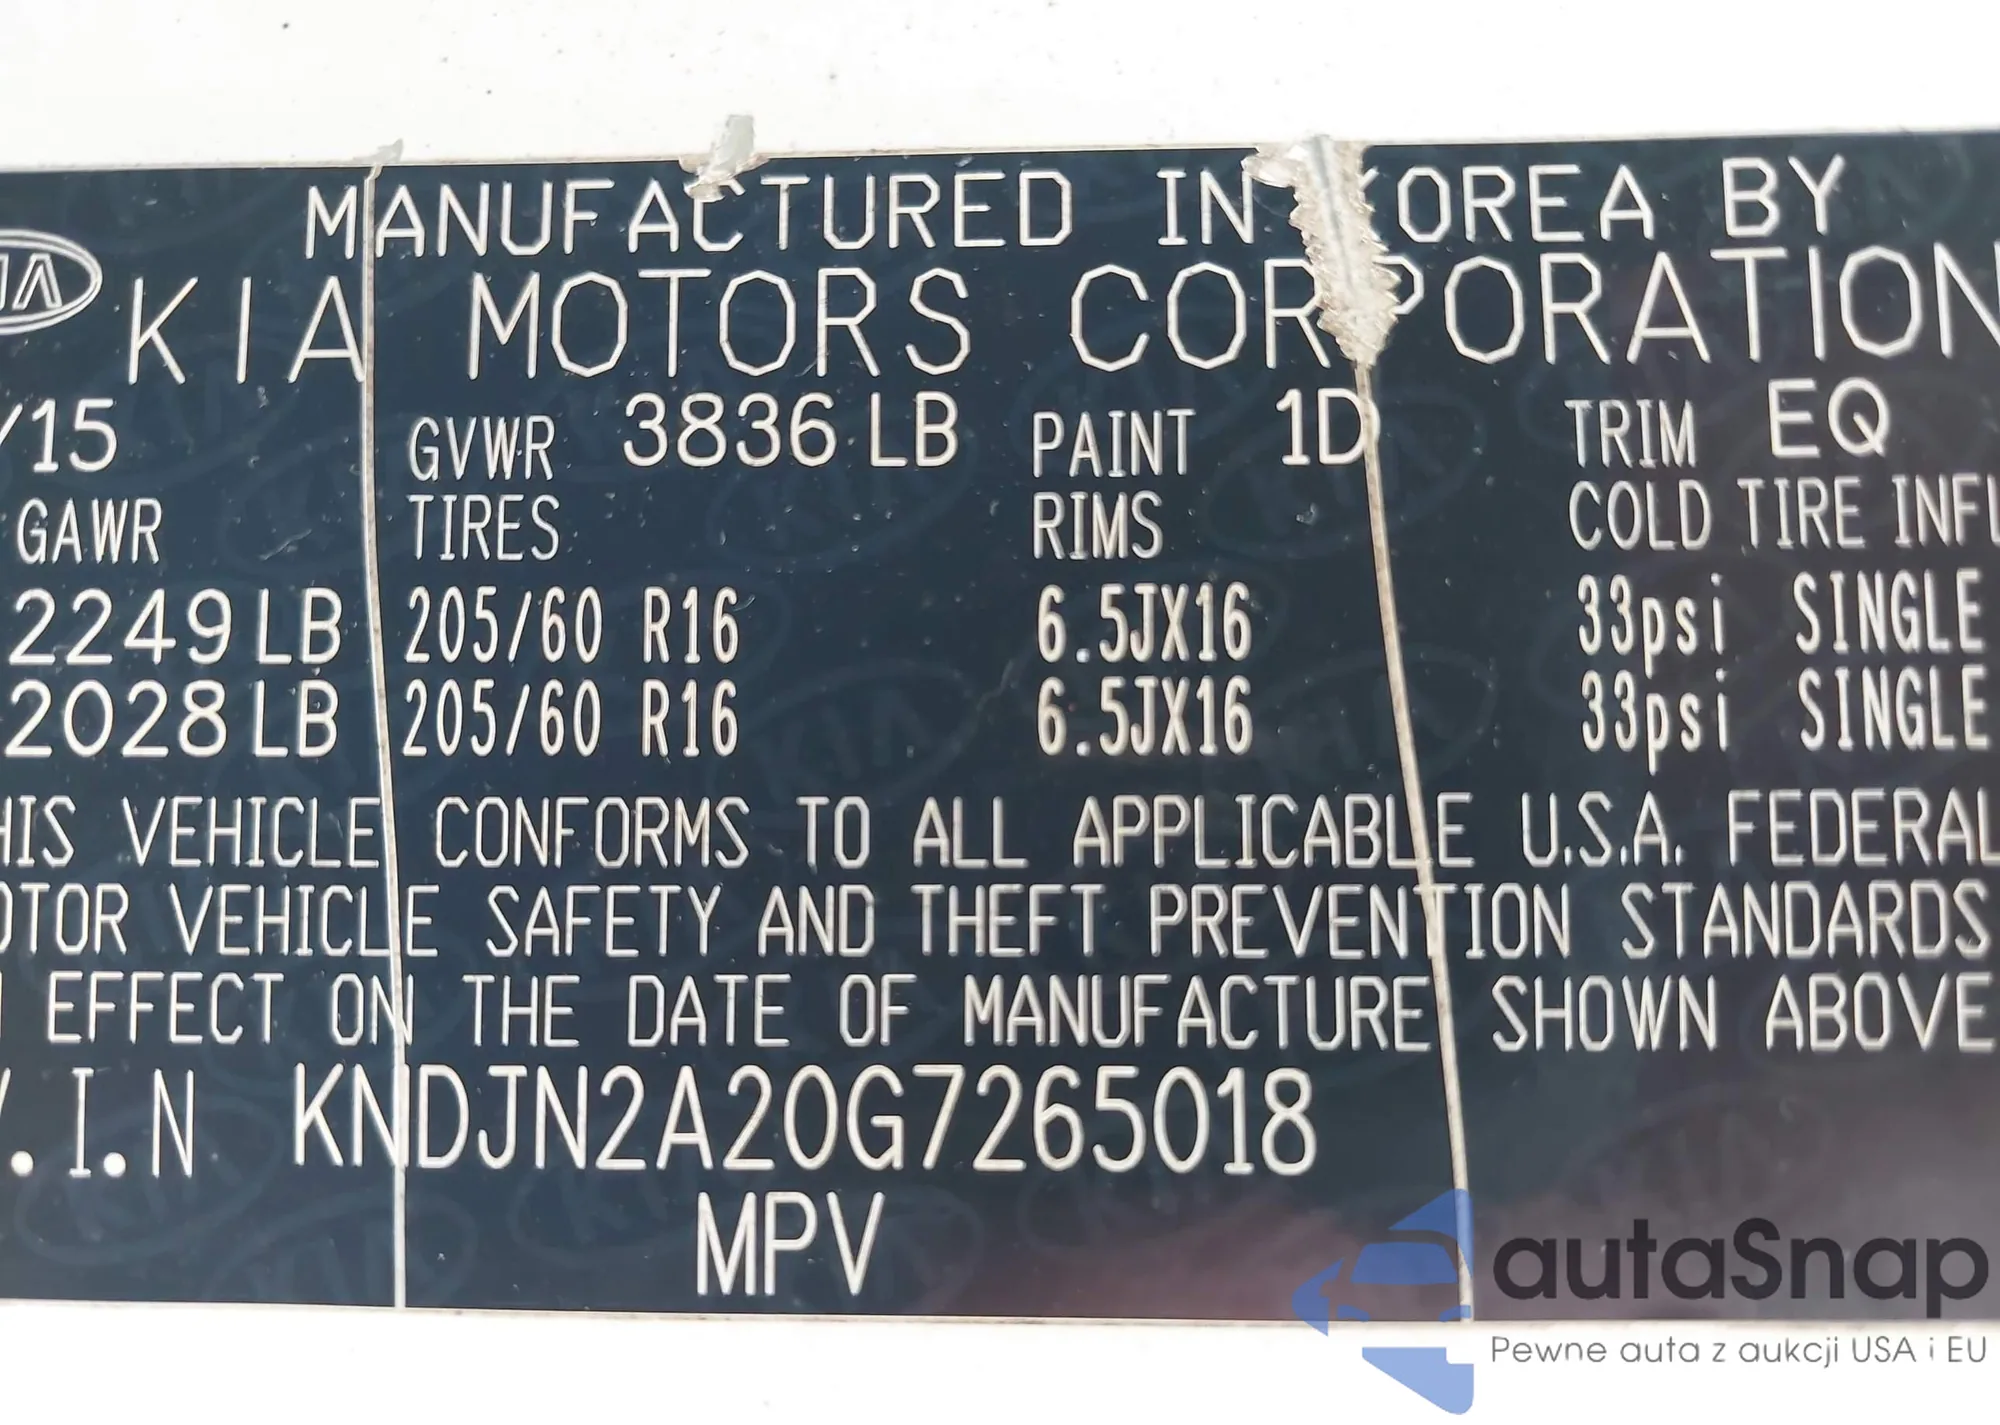 MANUFACTURED IN KOREA BY
KIA KIA MOTORS CORPORATION
/15 GVWR 3836 LB PAINT 1D TRIM EQ
GAWR TIRES RIMS COLD TIRE INFL
2249 LB 205/60 R16 6.5JX16 33psi SINGLE
2028 LB 205/60 R16 6.5JX16 33psi SINGLE
HIS VEHICLE CONFORMS TO ALL APPLICABLE U.S.A. FEDERAL
OTOR VEHICLE SAFETY AND THEFT PREVENTION STANDARDS
EFFECT ON THE DATE OF MANUFACTURE SHOWN ABOVE
V.I.N KNDJN2A20G7265018
MPV
autaSnap
Pewne auta z aukcji USA i EU